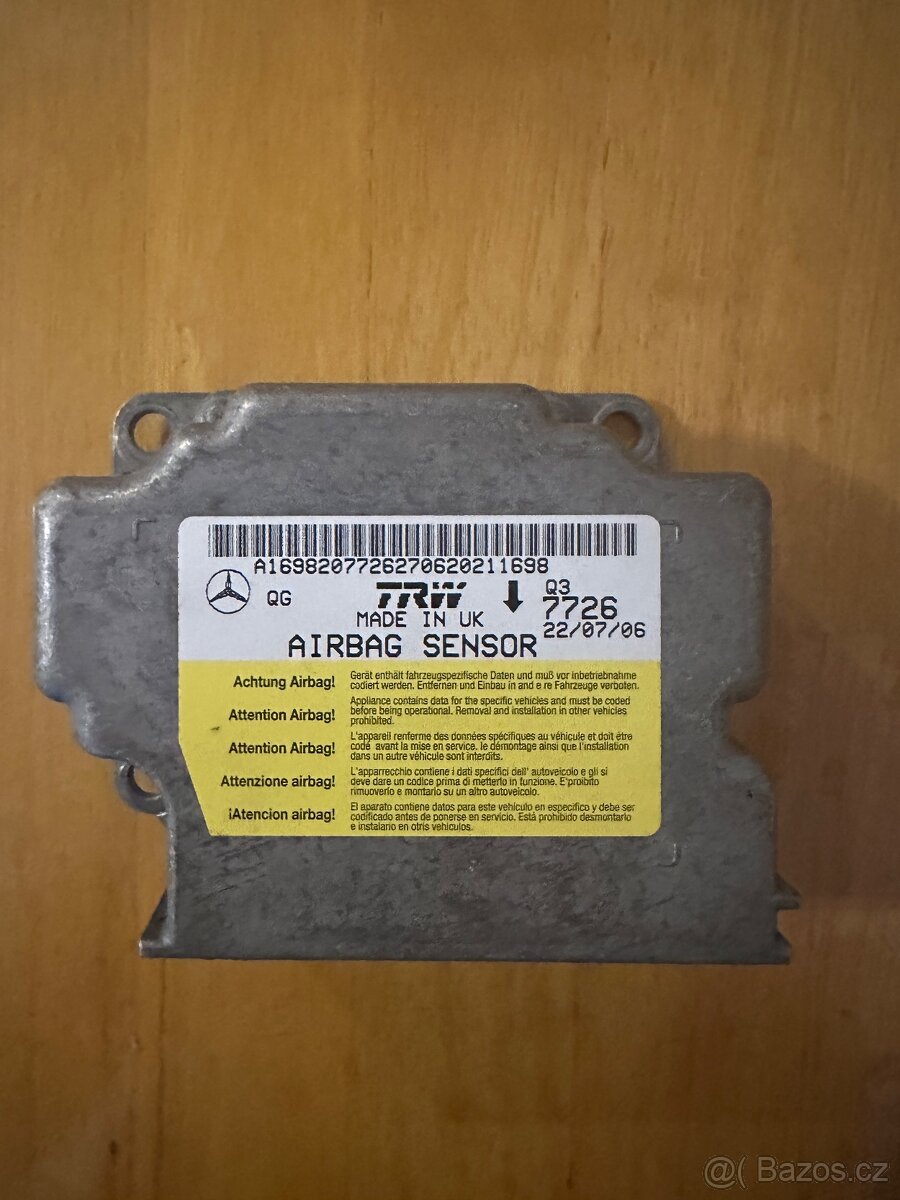 A1698207726270620211698
QG
TRW
Q3
7726
MADE IN UK
22/07/06
AIRBAG SENSOR
Achtung Airbag!
Gerät enthält fahrzeugspezifische Daten und muß vor inbetriebnahme
codiert werden. Entfernen und Einbau in and e re Fahrzeuge verboten.
Attention Airbag!
Appliance contains data for the specific vehicles and must be coded
before being operational. Removal and installation in other vehicles
prohibited.
Attention Airbag!
L'appareil renferme des données spécifiques au véhicule et doit être
codé avant la mise en service. le démontage ainsi que l'installation
dans un autre véhicule sont interdits.
Attenzione airbag!
L'apparrecchio contiene i dati specifici dell' autoveicolo e gli si
deve dare un codice prima di metterlo in funzione. E'proibito
rimuoverlo e montarlo su un altro autoveicolo.
¡Atencion airbag!
El aparato contiene datos para este vehículo en especifico y debe ser
codificado antes de ponerse en servicio. Está prohibido desmontarlo
e instalarlo en otris vehículos.
@( Bazos.cz